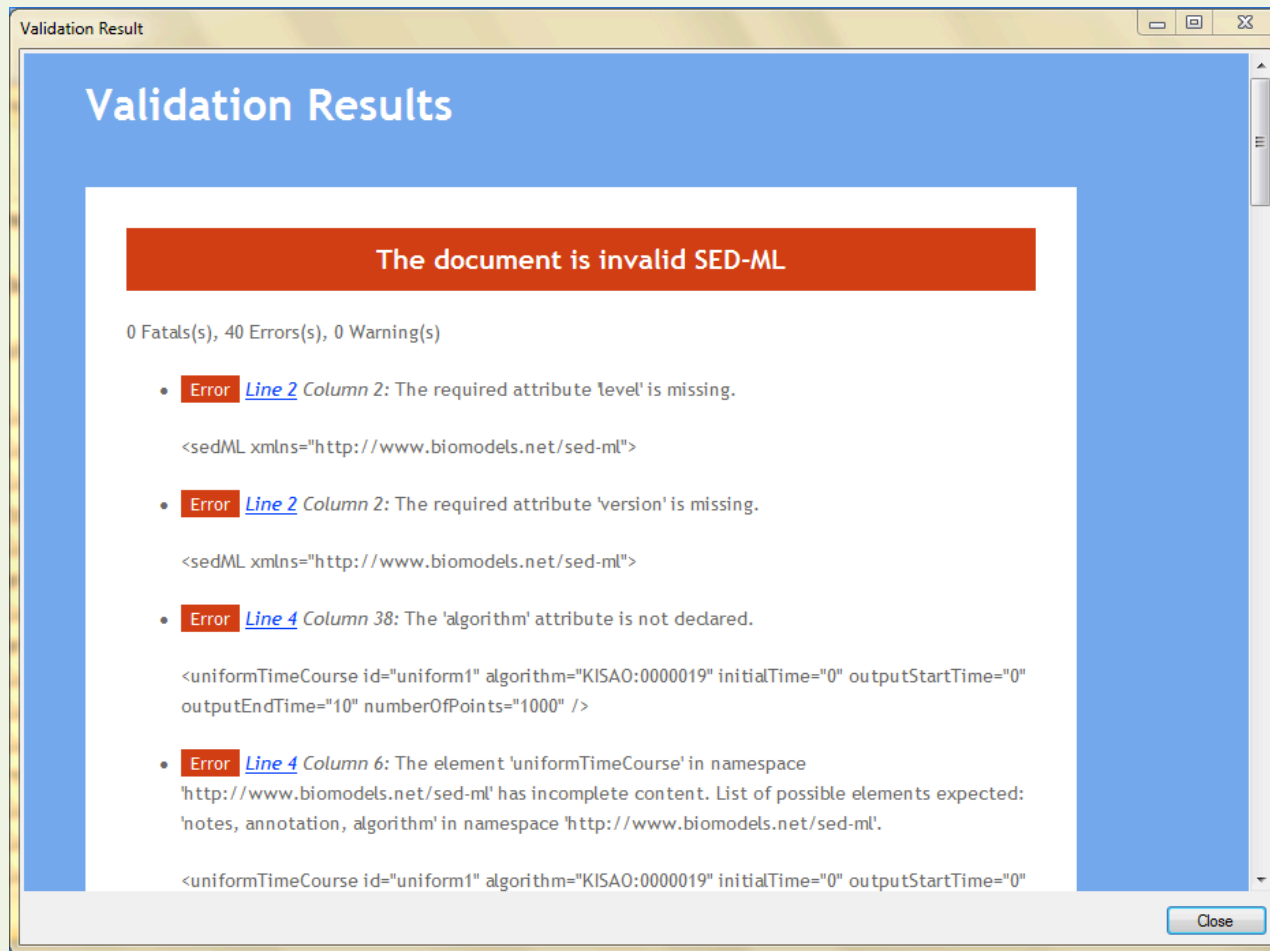 Validation Result
Validation Results
The document is invalid SED-ML
0 Fatals(s), 40 Errors(s), 0 Warning(s)
Error Line 2 Column 2: The required attribute 'level' is missing.
<sedML xmlns="http://www.biomodels.net/sed-ml">
Error Line 2 Column 2: The required attribute 'version' is missing.
<sedML xmlns="http://www.biomodels.net/sed-ml">
Error Line 4 Column 38: The 'algorithm' attribute is not declared.
<uniformTimeCourse id="uniform1" algorithm="KISAO:0000019" initialTime="0" outputStartTime="0"
outputEndTime="10" numberOfPoints="1000" />
Error Line 4 Column 6: The element 'uniformTimeCourse' in namespace
'http://www.biomodels.net/sed-ml' has incomplete content. List of possible elements expected:
'notes, annotation, algorithm' in namespace 'http://www.biomodels.net/sed-ml'.
<uniformTimeCourse id="uniform1" algorithm="KISAO:0000019" initialTime="0" outputStartTime="0"
Close